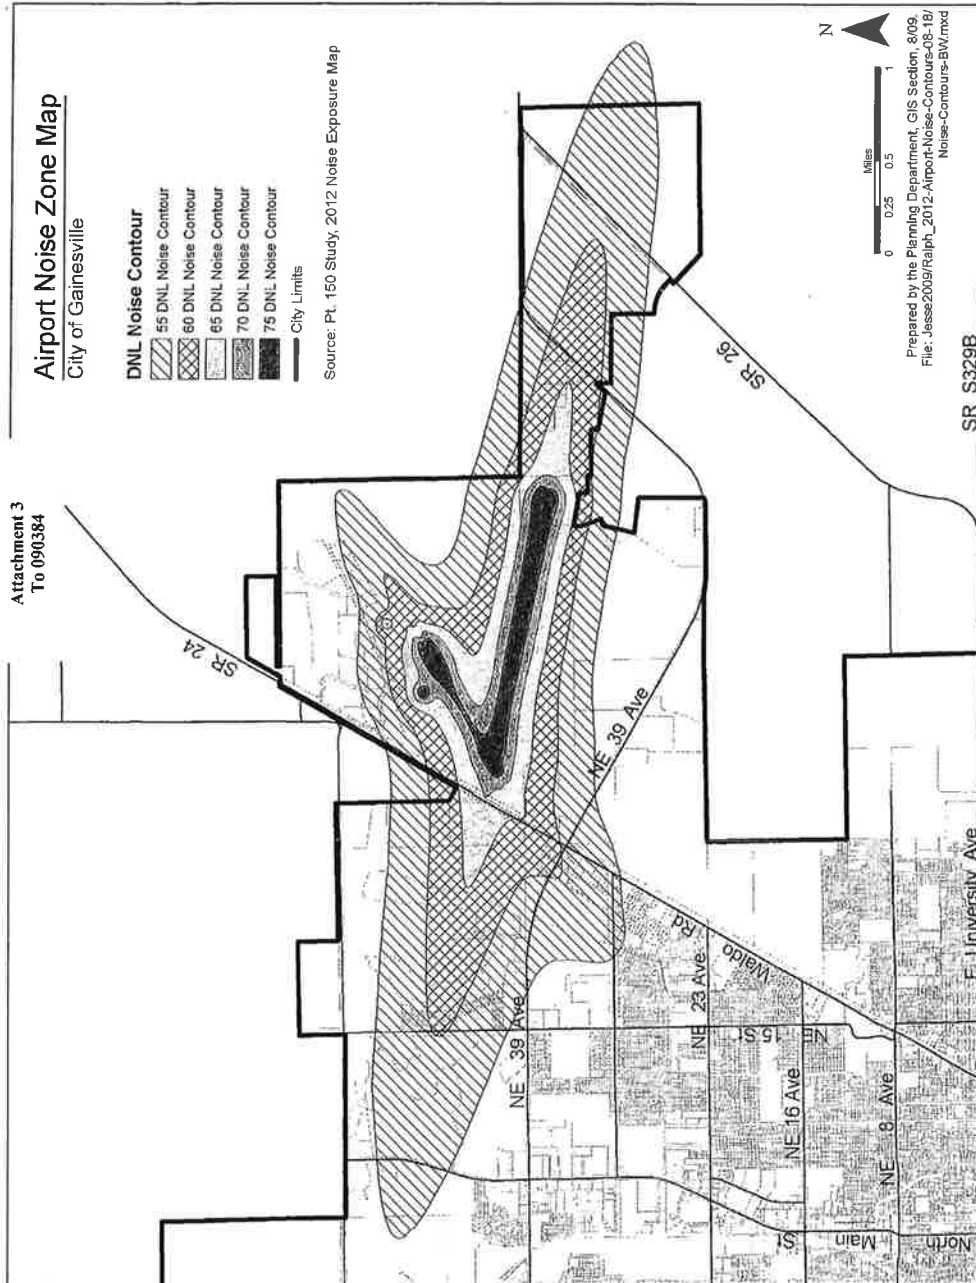 Attachment 3
To 090384
Airport Noise Zone Map
City of Gainesville
DNL Noise Contour
55 DNL Noise Contour
60 DNL Noise Contour
65 DNL Noise Contour
70 DNL Noise Contour
75 DNL Noise Contour
City Limits
Source: Pt. 150 Study, 2012 Noise Exposure Map
N
Miles
0 0.25 0.5 1
Prepared by the Planning Department, GIS Section, 8/09.
File: Jesse2009/Ralph_2012-Airport-Noise-Contours-08-18/
Noise-Contours-BW.mxd
SR 24
SR 26
SR S329B
NE 39 Ave
NE 39 Ave
Waldo Rd
NE 23 Ave
NE 15 St
NE 16 Ave
NE 8 Ave
E University Ave
North Main St